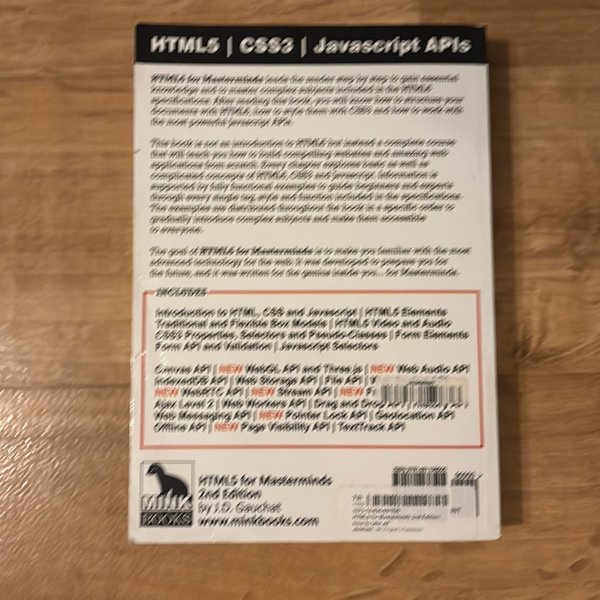 HTML5 | CSS3 | Javascript APIs
HTML5 for Masterminds leads the reader step by step to gain essential
knowledge and to master complex subjects included in the HTML5
specifications. After reading this book, you will know how to structure your
documents with HTML5, how to style them with CSS3 and how to work with
the most powerful Javascript APIs.
This book is not an introduction to HTML5 but instead a complete course
that will teach you how to build compelling websites and amazing web
applications from scratch. Every chapter explores basic as well as
complicated concepts of HTML5, CSS3 and Javascript. Information is
supported by fully functional examples to guide beginners and experts
through every single tag, style and function included in the specifications.
The examples are distributed throughout the book in a specific order to
gradually introduce complex subjects and make them accessible
to everyone.
The goal of HTML5 for Masterminds is to make you familiar with the most
advanced technology for the web. It was developed to prepare you for
the future, and it was written for the genius inside you... for Masterminds.
INCLUDES
Introduction to HTML, CSS and Javascript | HTML5 Elements
Traditional and Flexible Box Models | HTML5 Video and Audio
CSS3 Properties, Selectors and Pseudo-Classes | Form Elements
Form API and Validation | Javascript Selectors
Canvas API | NEW WebGL API and Three.js | NEW Web Audio API
IndexedDB API | Web Storage API | File API |
NEW WebRTC API | NEW Stream API | NEW
Ajax Level 2 | Web Workers API | Drag and Drop API | History API
Web Messaging API | NEW Pointer Lock API | Geolocation API
Offline API | NEW Page Visibility API | TextTrack API
MINK
BOOKS
HTML5 for Masterminds
2nd Edition
by J.D. Gauchat
www.minkbooks.com